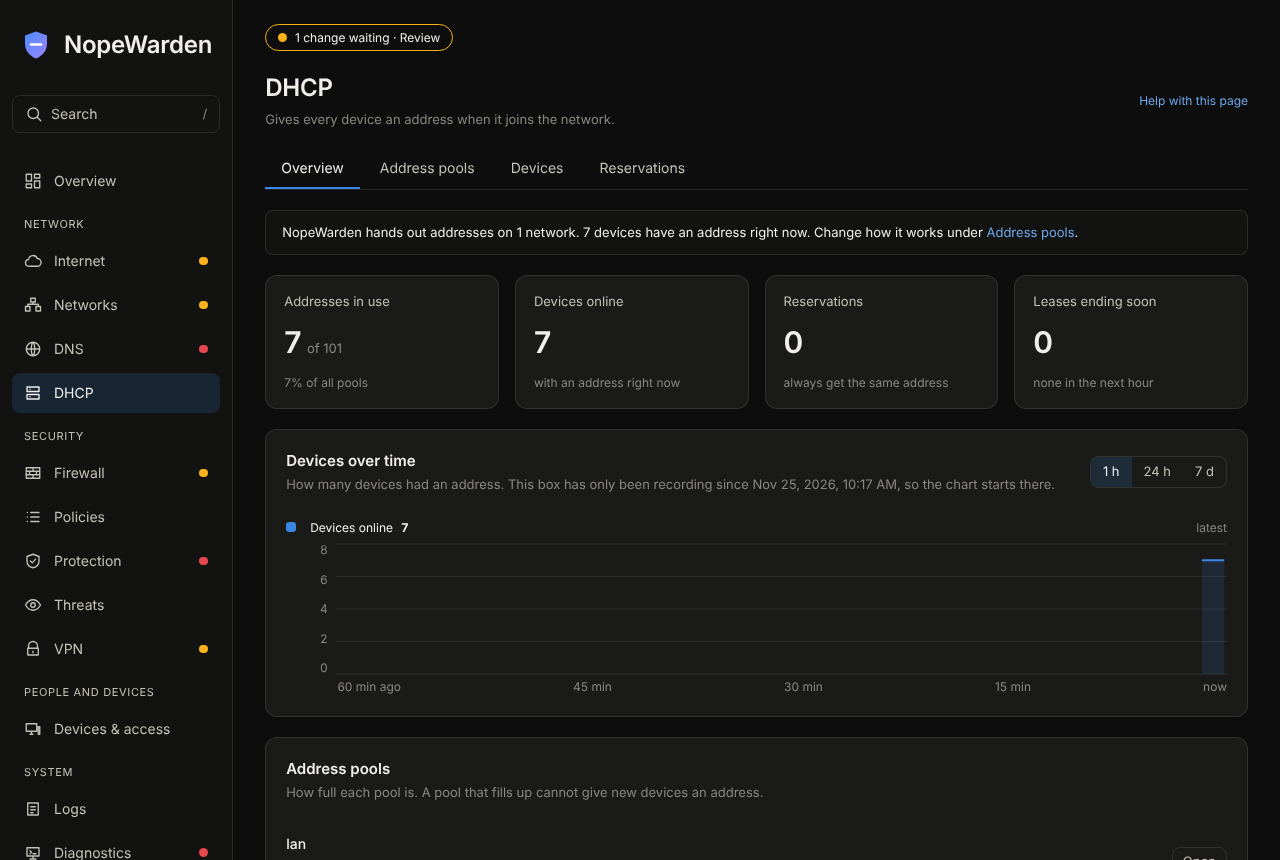 NopeWarden
Search /
Overview
NETWORK
Internet
Networks
DNS
DHCP
SECURITY
Firewall
Policies
Protection
Threats
VPN
PEOPLE AND DEVICES
Devices & access
SYSTEM
Logs
Diagnostics
1 change waiting · Review
DHCP
Gives every device an address when it joins the network.
Help with this page
Overview Address pools Devices Reservations
NopeWarden hands out addresses on 1 network. 7 devices have an address right now. Change how it works under Address pools.
Addresses in use
7 of 101
7% of all pools
Devices online
7
with an address right now
Reservations
0
always get the same address
Leases ending soon
0
none in the next hour
Devices over time
How many devices had an address. This box has only been recording since Nov 25, 2026, 10:17 AM, so the chart starts there.
1 h 24 h 7 d
Devices online 7
latest
8
6
4
2
0
60 min ago 45 min 30 min 15 min now
Address pools
How full each pool is. A pool that fills up cannot give new devices an address.
lan
Open